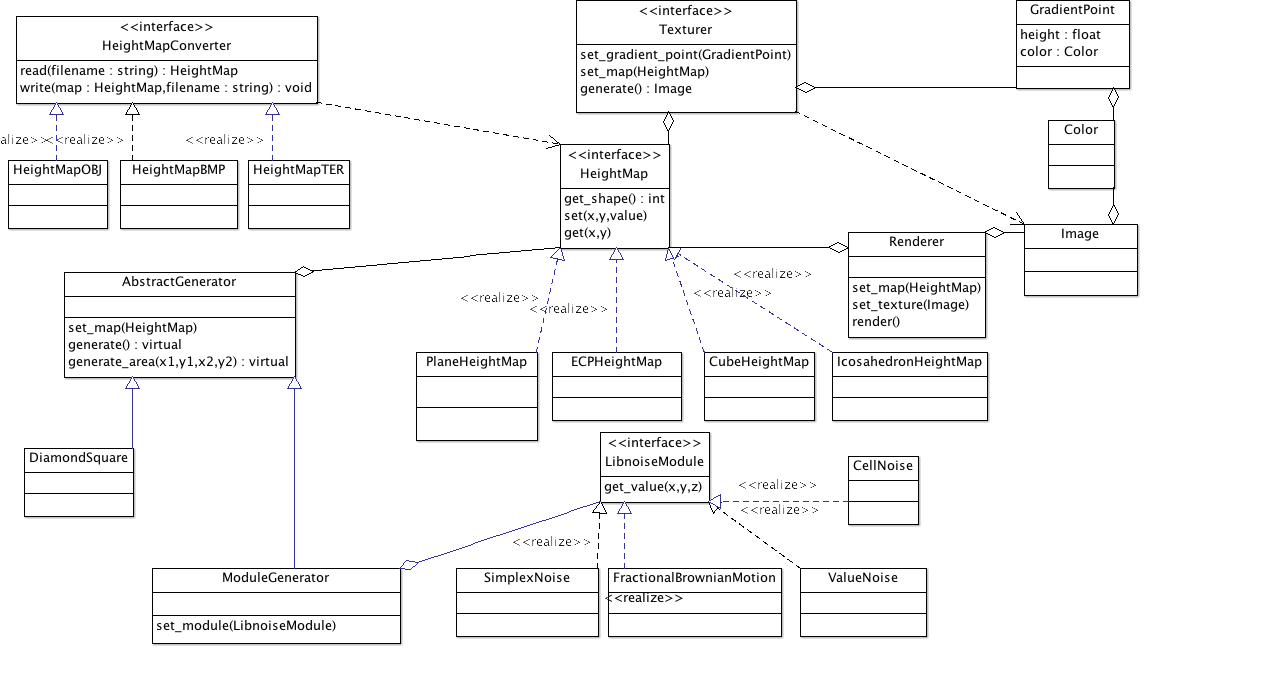 <<interface>>
HeightMapConverter
read(filename : string) : HeightMap
write(map : HeightMap,filename : string) : void
<<interface>>
Texturer
set_gradient_point(GradientPoint)
set_map(HeightMap)
generate() : Image
GradientPoint
height : float
color : Color
Color
alize>>
<<realize>>
<<realize>>
HeightMapOBJ
HeightMapBMP
HeightMapTER
<<interface>>
HeightMap
get_shape() : int
set(x,y,value)
get(x,y)
Renderer
set_map(HeightMap)
set_texture(Image)
render()
Image
AbstractGenerator
set_map(HeightMap)
generate() : virtual
generate_area(x1,y1,x2,y2) : virtual
<<realize>>
<<realize>>
<<realize>>
<<realize>>
PlaneHeightMap
ECPHeightMap
CubeHeightMap
IcosahedronHeightMap
DiamondSquare
<<interface>>
LibnoiseModule
get_value(x,y,z)
CellNoise
<<realize>>
<<realize>>
<<realize>>
ModuleGenerator
set_module(LibnoiseModule)
SimplexNoise
FractionalBrownianMotion
<<realize>>
ValueNoise